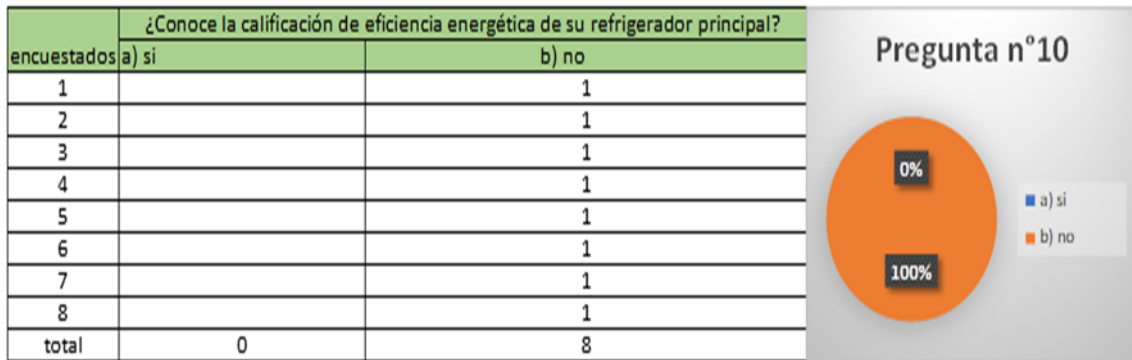 ¿Conoce la calificación de eficiencia energética de su refrigerador principal?
encuestados a) si b) no
1 1
2 1
3 1
4 1
5 1
6 1
7 1
8 1
total 0 8
Pregunta n°10
0%
100%
a) si
b) no